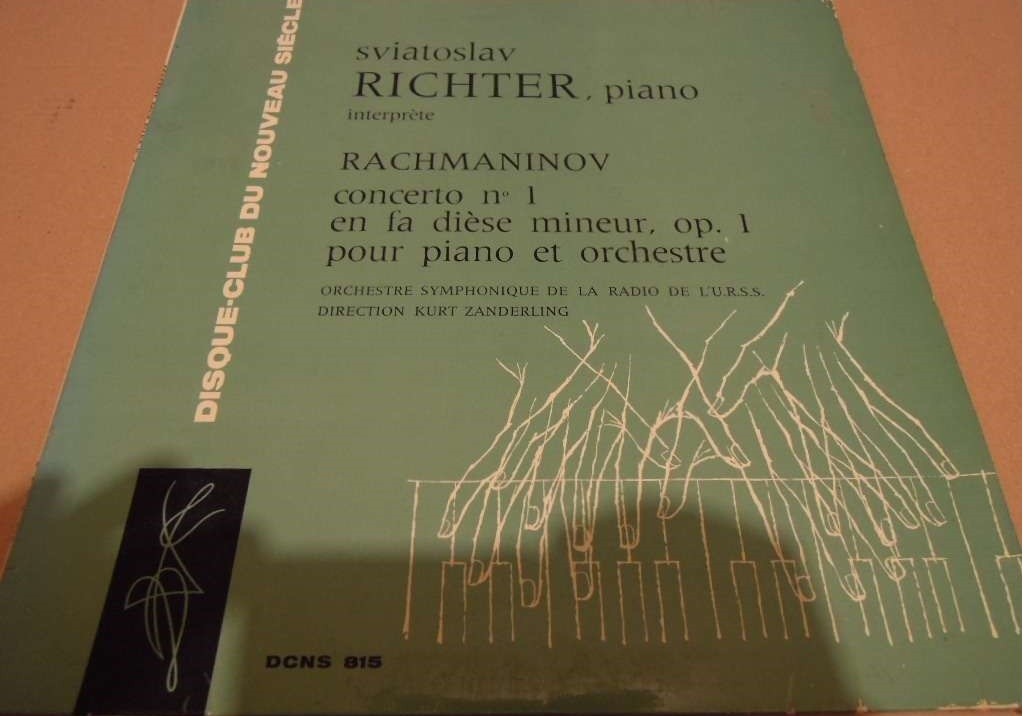 sviatoslav
RICHTER, piano
interprète
RACHMANINOV
concerto nº 1
en fa dièse mineur, op. 1
pour piano et orchestre
ORCHESTRE SYMPHONIQUE DE LA RADIO DE L'U.R.S.S.
DIRECTION KURT ZANDERLING
DISQUE-CLUB DU NOUVEAU SIÈCLE
DCNS 815